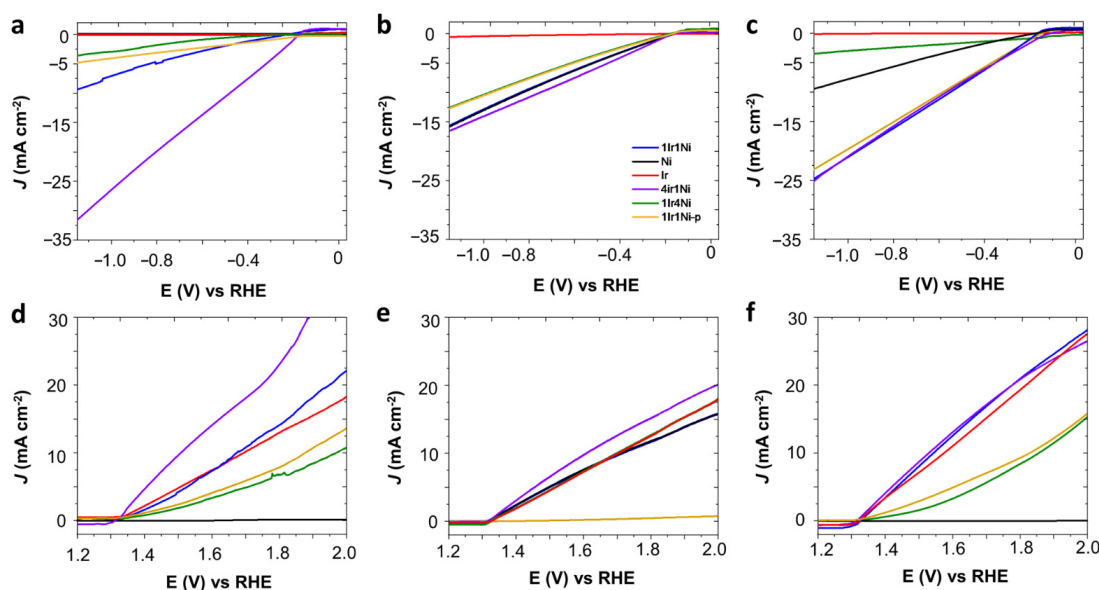 a
0
−5
−15
−25
−35
J (mA cm-2)
−1.0
−0.8
−0.4
0
E (V) vs RHE
b
0
−5
−15
−25
−35
J (mA cm-2)
1Ir1Ni
Ni
Ir
4ir1Ni
1Ir4Ni
1Ir1Ni-p
−1.0
−0.8
−0.4
0
E (V) vs RHE
c
0
−5
−15
−25
−35
J (mA cm-2)
−1.0
−0.8
−0.4
0
E (V) vs RHE
d
30
20
10
0
J (mA cm-2)
1.2
1.4
1.6
1.8
2.0
E (V) vs RHE
e
30
20
10
0
J (mA cm-2)
1.2
1.4
1.6
1.8
2.0
E (V) vs RHE
f
30
20
10
0
J (mA cm-2)
1.2
1.4
1.6
1.8
2.0
E (V) vs RHE